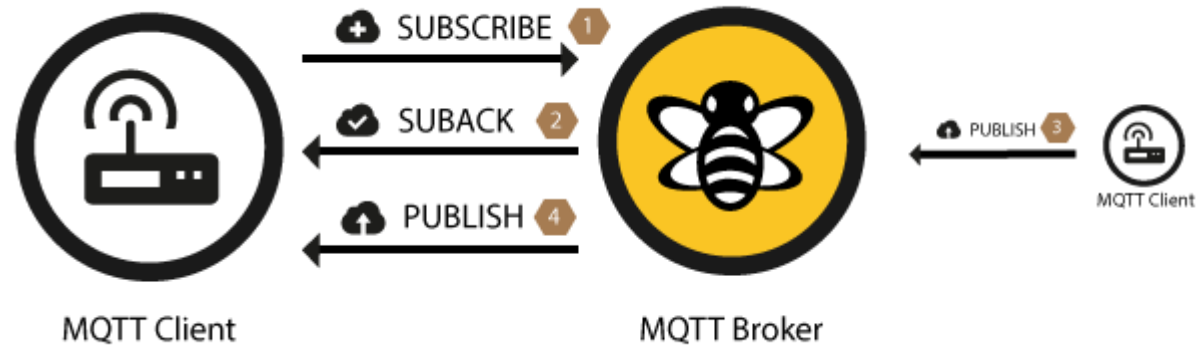 SUBSCRIBE 1
SUBACK 2
PUBLISH 3
PUBLISH 4
MQTT Client
MQTT Client
MQTT Broker